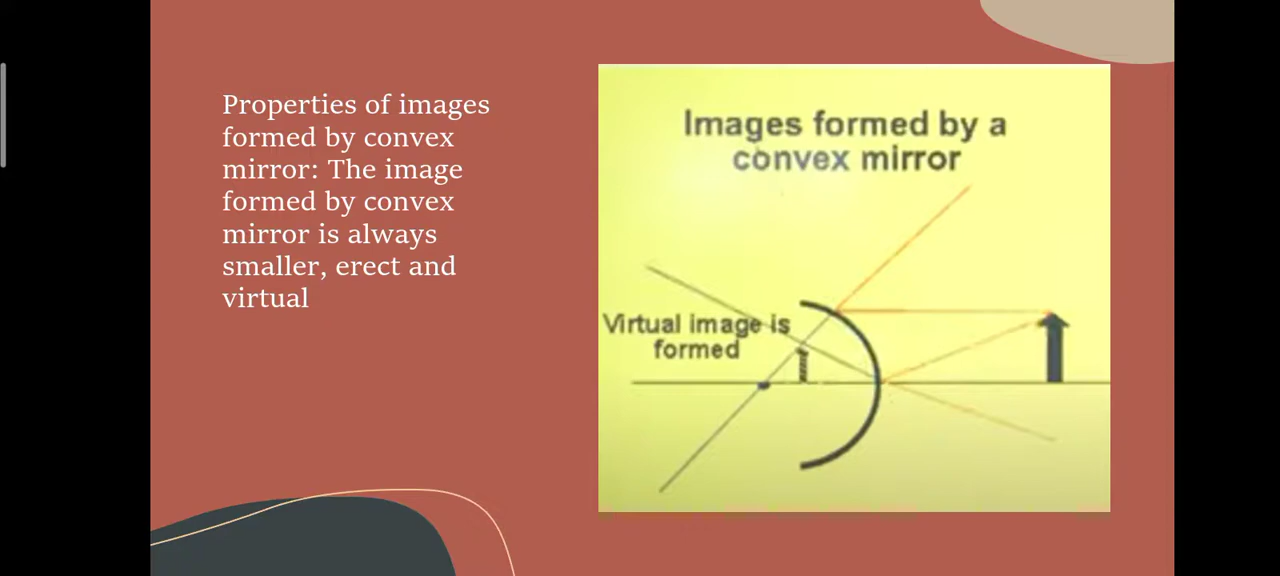 Properties of images
formed by convex
mirror: The image
formed by convex
mirror is always
smaller, erect and
virtual
Images formed by a
convex mirror
Virtual image is
formed